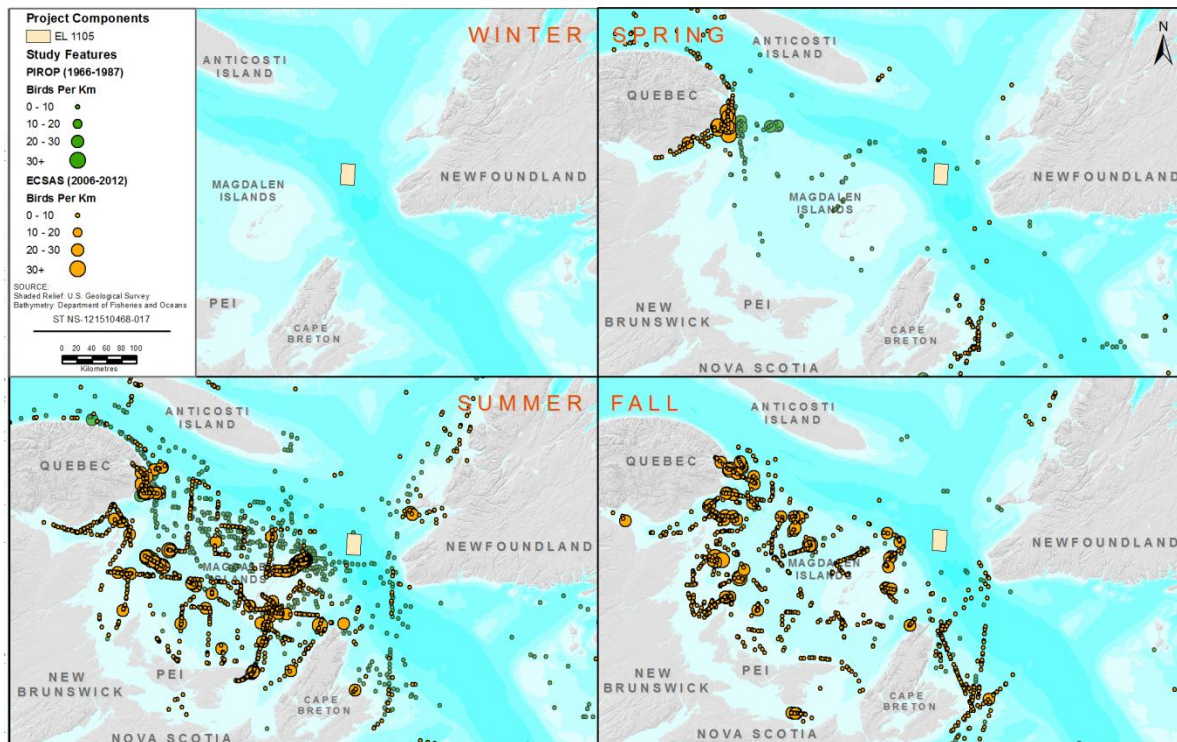 Project Components
EL 1105
Study Features
PIROP (1966-1987)
Birds Per Km
0 - 10
10 - 20
20 - 30
30+
ECSAS (2006-2012)
Birds Per Km
0 - 10
10 - 20
20 - 30
30+
SOURCE:
Shaded Relief: U.S. Geological Survey
Bathymetry: Department of Fisheries and Oceans
ST NS-121510468-017
0 20 40 60 80 100
Kilometres
WINTER
ANTICOSTI
ISLAND
MAGDALEN
ISLANDS
NEWFOUNDLAND
PEI
CAPE
BRETON
SPRING
N
ANTICOSTI
ISLAND
QUEBEC
NEWFOUNDLAND
MAGDALEN
ISLANDS
NEW
BRUNSWICK
PEI
CAPE
BRETON
NOVA SCOTIA
SUMMER
ANTICOSTI
ISLAND
QUEBEC
MAGDALEN
ISLANDS
NEWFOUNDLAND
NEW
BRUNSWICK
PEI
CAPE
BRETON
NOVA SCOTIA
FALL
ANTICOSTI
ISLAND
QUEBEC
MAGDALEN
ISLANDS
NEWFOUNDLAND
NEW
BRUNSWICK
PEI
CAPE
BRETON
NOVA SCOTIA